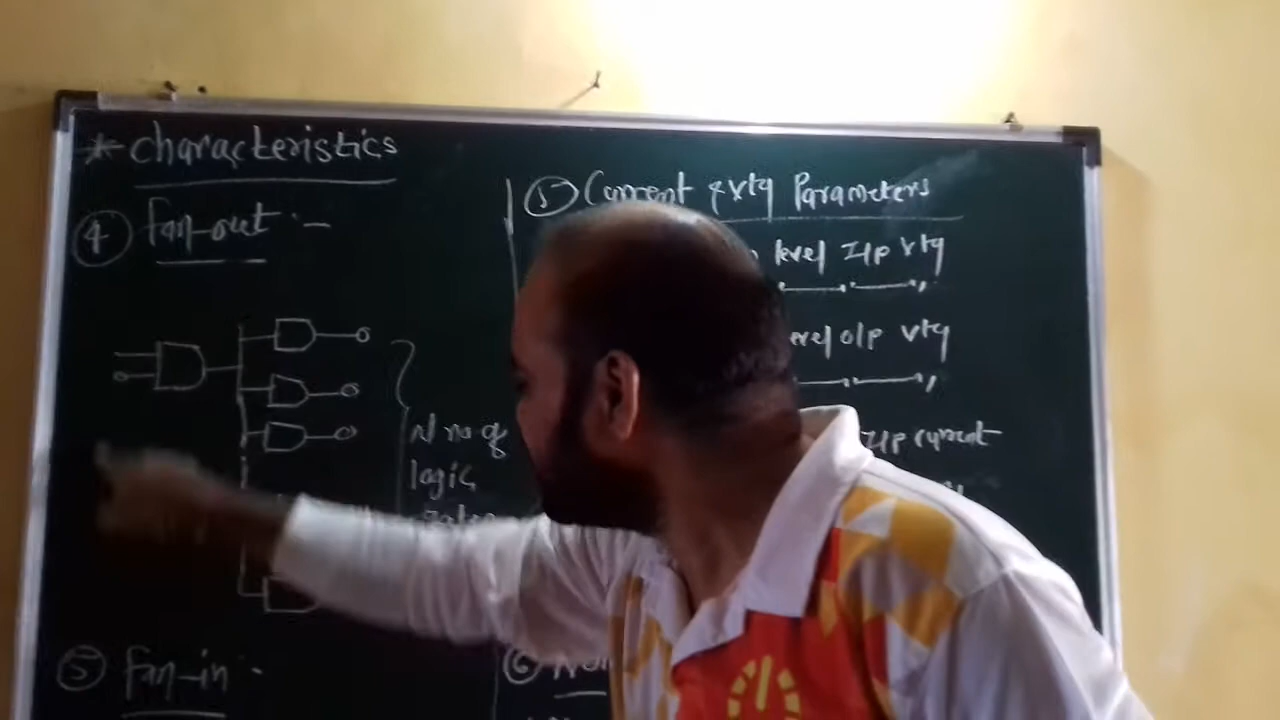 * characteristics
④ fan-out :-
N no of
logic
gates
⑤ fan-in :-
⑤ Current & vtg Parameters
level I/p vtg
level o/p vtg
I/p current
⑥